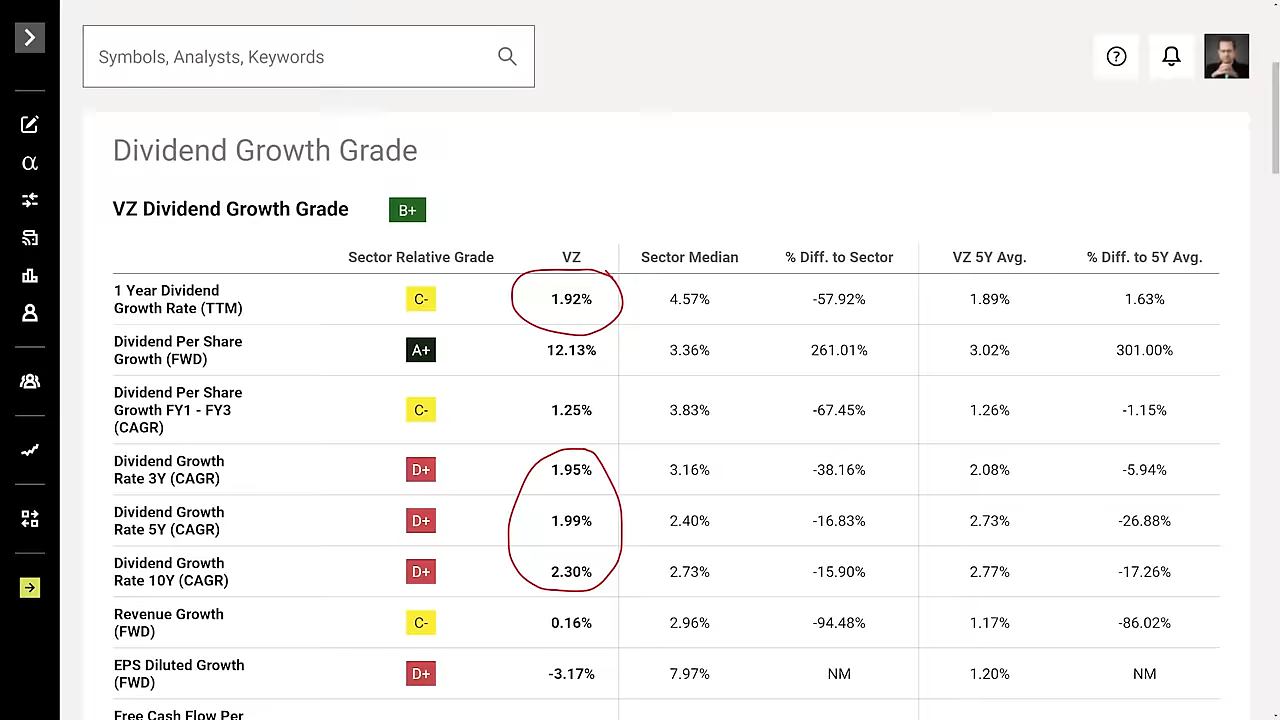 Symbols, Analysts, Keywords
Dividend Growth Grade
VZ Dividend Growth Grade B+
Sector Relative Grade VZ Sector Median % Diff. to Sector VZ 5Y Avg. % Diff. to 5Y Avg.
1 Year Dividend
Growth Rate (TTM) C- 1.92% 4.57% -57.92% 1.89% 1.63%
Dividend Per Share
Growth (FWD) A+ 12.13% 3.36% 261.01% 3.02% 301.00%
Dividend Per Share
Growth FY1 - FY3
(CAGR) C- 1.25% 3.83% -67.45% 1.26% -1.15%
Dividend Growth
Rate 3Y (CAGR) D+ 1.95% 3.16% -38.16% 2.08% -5.94%
Dividend Growth
Rate 5Y (CAGR) D+ 1.99% 2.40% -16.83% 2.73% -26.88%
Dividend Growth
Rate 10Y (CAGR) D+ 2.30% 2.73% -15.90% 2.77% -17.26%
Revenue Growth
(FWD) C- 0.16% 2.96% -94.48% 1.17% -86.02%
EPS Diluted Growth
(FWD) D+ -3.17% 7.97% NM 1.20% NM
Free Cash Flow Per